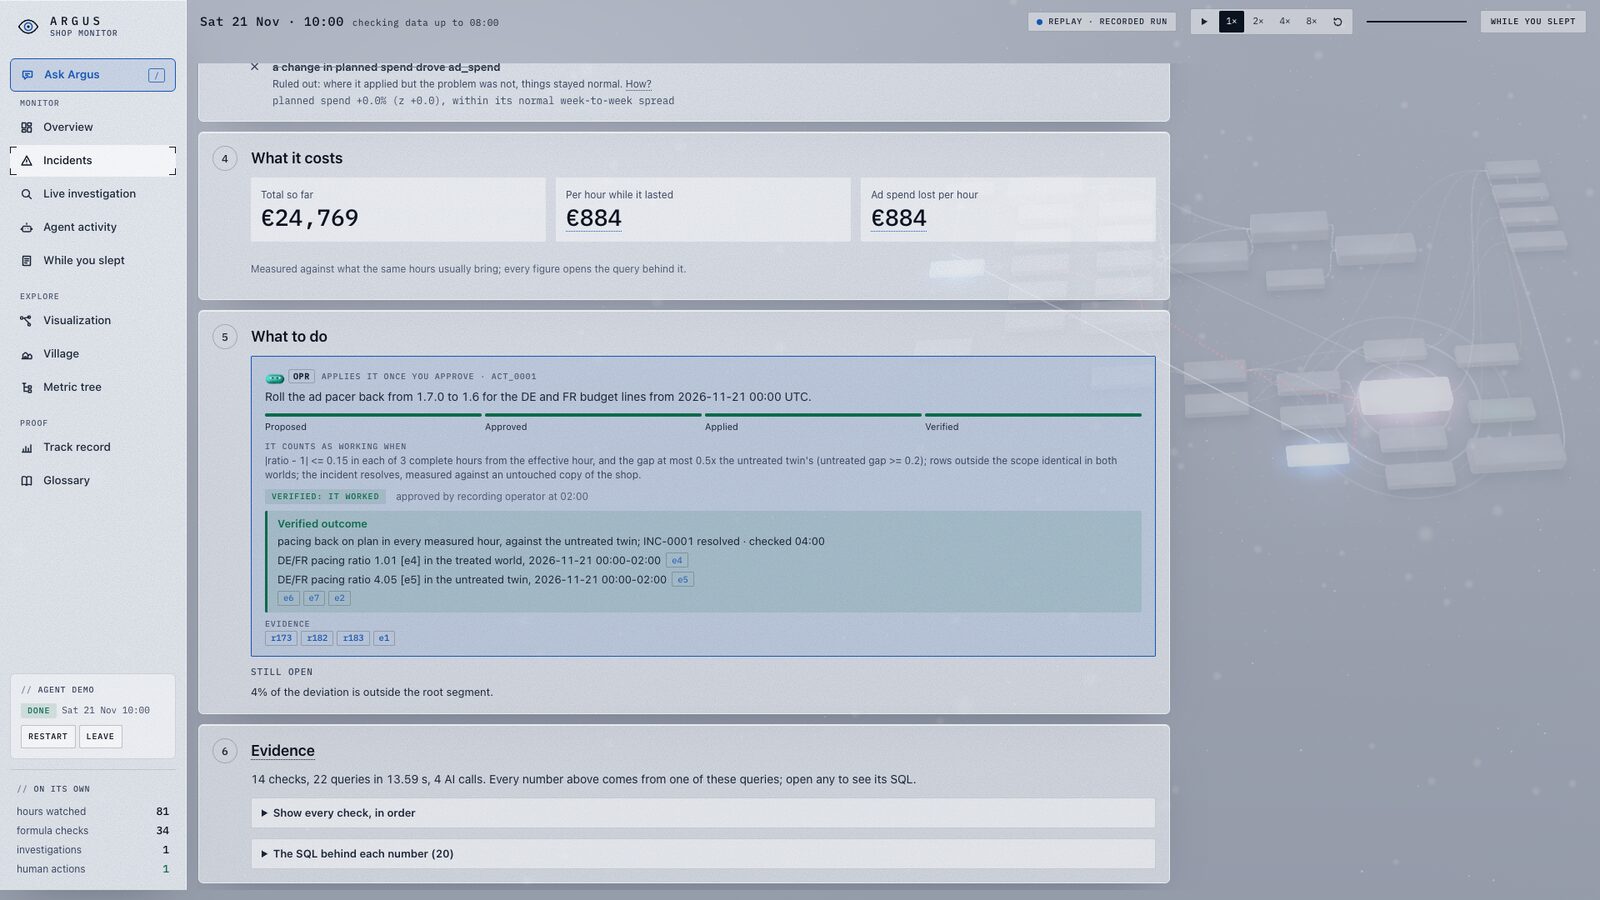 ARGUS
SHOP MONITOR
Ask Argus /
MONITOR
Overview
Incidents
Live investigation
Agent activity
While you slept
EXPLORE
Visualization
Village
Metric tree
PROOF
Track record
Glossary
// AGENT DEMO
DONE Sat 21 Nov 10:00
RESTART LEAVE
// ON ITS OWN
hours watched 81
formula checks 34
investigations 1
human actions 1
Sat 21 Nov · 10:00 checking data up to 08:00
REPLAY · RECORDED RUN
1× 2× 4× 8×
WHILE YOU SLEPT
× a change in planned spend drove ad_spend
Ruled out: where it applied but the problem was not, things stayed normal. How?
planned spend +0.0% (z +0.0), within its normal week-to-week spread
4 What it costs
Total so far
€24,769
Per hour while it lasted
€884
Ad spend lost per hour
€884
Measured against what the same hours usually bring; every figure opens the query behind it.
5 What to do
OPR APPLIES IT ONCE YOU APPROVE · ACT_0001
Roll the ad pacer back from 1.7.0 to 1.6 for the DE and FR budget lines from 2026-11-21 00:00 UTC.
Proposed Approved Applied Verified
IT COUNTS AS WORKING WHEN
|ratio - 1| <= 0.15 in each of 3 complete hours from the effective hour, and the gap at most 0.5x the untreated twin's (untreated gap >= 0.2); rows outside the scope identical in both
worlds; the incident resolves, measured against an untouched copy of the shop.
VERIFIED: IT WORKED approved by recording operator at 02:00
Verified outcome
pacing back on plan in every measured hour, against the untreated twin; INC-0001 resolved · checked 04:00
DE/FR pacing ratio 1.01 [e4] in the treated world, 2026-11-21 00:00-02:00 e4
DE/FR pacing ratio 4.05 [e5] in the untreated twin, 2026-11-21 00:00-02:00 e5
e6 e7 e2
EVIDENCE
r173 r182 r183 e1
STILL OPEN
4% of the deviation is outside the root segment.
6 Evidence
14 checks, 22 queries in 13.59 s, 4 AI calls. Every number above comes from one of these queries; open any to see its SQL.
Show every check, in order
The SQL behind each number (20)